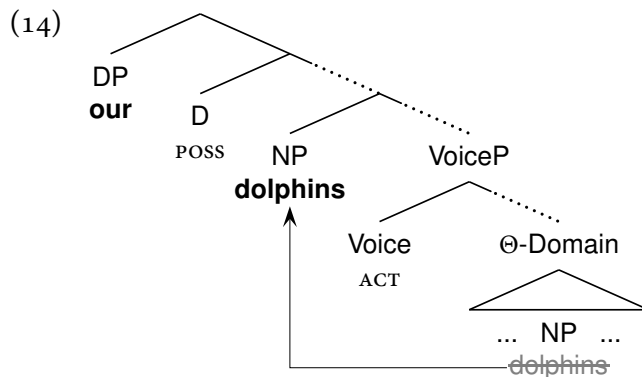 (14)
DP
our
D
POSS
NP
dolphins
VoiceP
Voice
ACT
Θ-Domain
... NP ...
dolphins